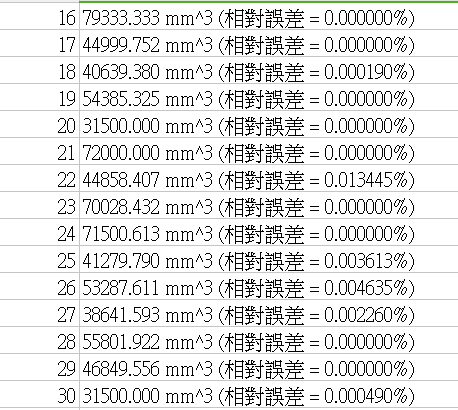 16 79333.333 mm^3 (相對誤差 = 0.000000%)
17 44999.752 mm^3 (相對誤差 = 0.000000%)
18 40639.380 mm^3 (相對誤差 = 0.000190%)
19 54385.325 mm^3 (相對誤差 = 0.000000%)
20 31500.000 mm^3 (相對誤差 = 0.000000%)
21 72000.000 mm^3 (相對誤差 = 0.000000%)
22 44858.407 mm^3 (相對誤差 = 0.013445%)
23 70028.432 mm^3 (相對誤差 = 0.000000%)
24 71500.613 mm^3 (相對誤差 = 0.000000%)
25 41279.790 mm^3 (相對誤差 = 0.003613%)
26 53287.611 mm^3 (相對誤差 = 0.004635%)
27 38641.593 mm^3 (相對誤差 = 0.002260%)
28 55801.922 mm^3 (相對誤差 = 0.000000%)
29 46849.556 mm^3 (相對誤差 = 0.000000%)
30 31500.000 mm^3 (相對誤差 = 0.000490%)